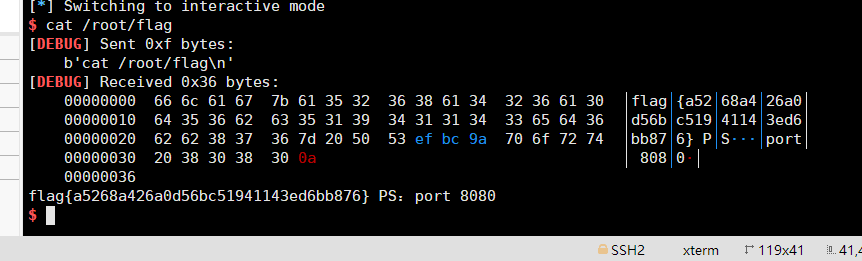 [*] Switching to interactive mode
$ cat /root/flag
[DEBUG] Sent 0xf bytes:
    b'cat /root/flag\n'
[DEBUG] Received 0x36 bytes:
    00000000  66 6c 61 67  7b 61 35 32  36 38 61 34  32 36 61 30  │flag│{a52│68a4│26a0│
    00000010  64 35 36 62  63 35 31 39  34 31 31 34  33 65 64 36  │d56b│c519│4114│3ed6│
    00000020  62 62 38 37  36 7d 20 50  53 ef bc 9a  70 6f 72 74  │bb87│6} P│S···│port│
    00000030  20 38 30 38  30 0a  │ 808│0·│
    00000036
flag{a5268a426a0d56bc51941143ed6bb876} PS：port 8080
$
SSH2 xterm 119x41 41,4